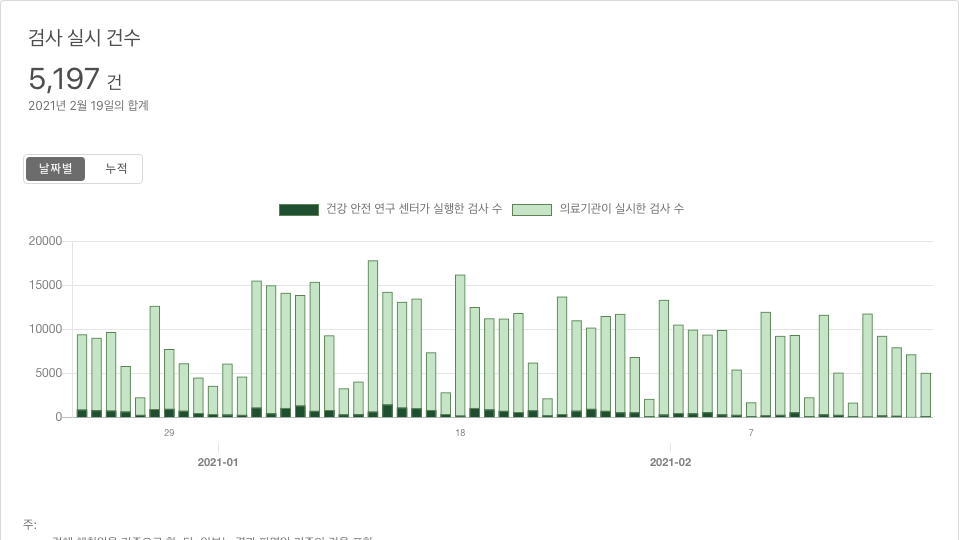 검사 실시 건수
5,197 건
2021년 2월 19일의 합계
날짜별 누적
건강 안전 연구 센터가 실행한 검사 수 의료기관이 실시한 검사 수
20000
15000
10000
5000
0
29 18 7
2021-01 2021-02
주: